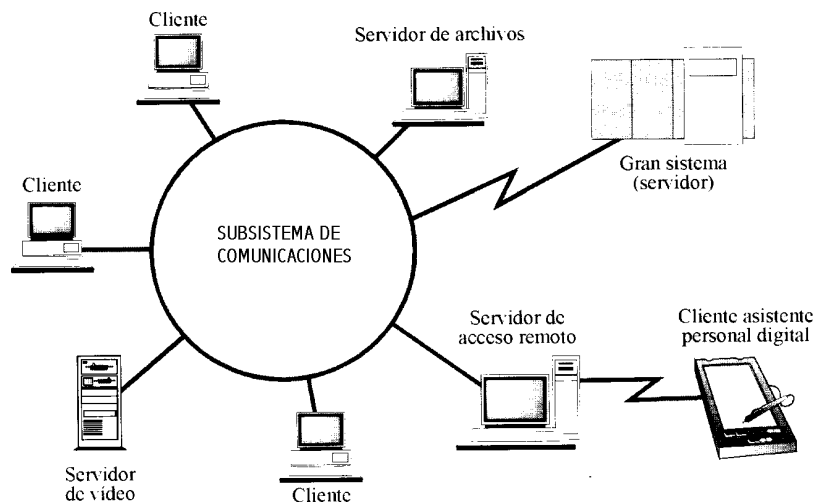 Cliente
Servidor de archivos
Gran sistema
(servidor)
Cliente
SUBSISTEMA DE
COMUNICACIONES
Servidor de
acceso remoto
Cliente asistente
personal digital
Servidor
de vídeo
Cliente